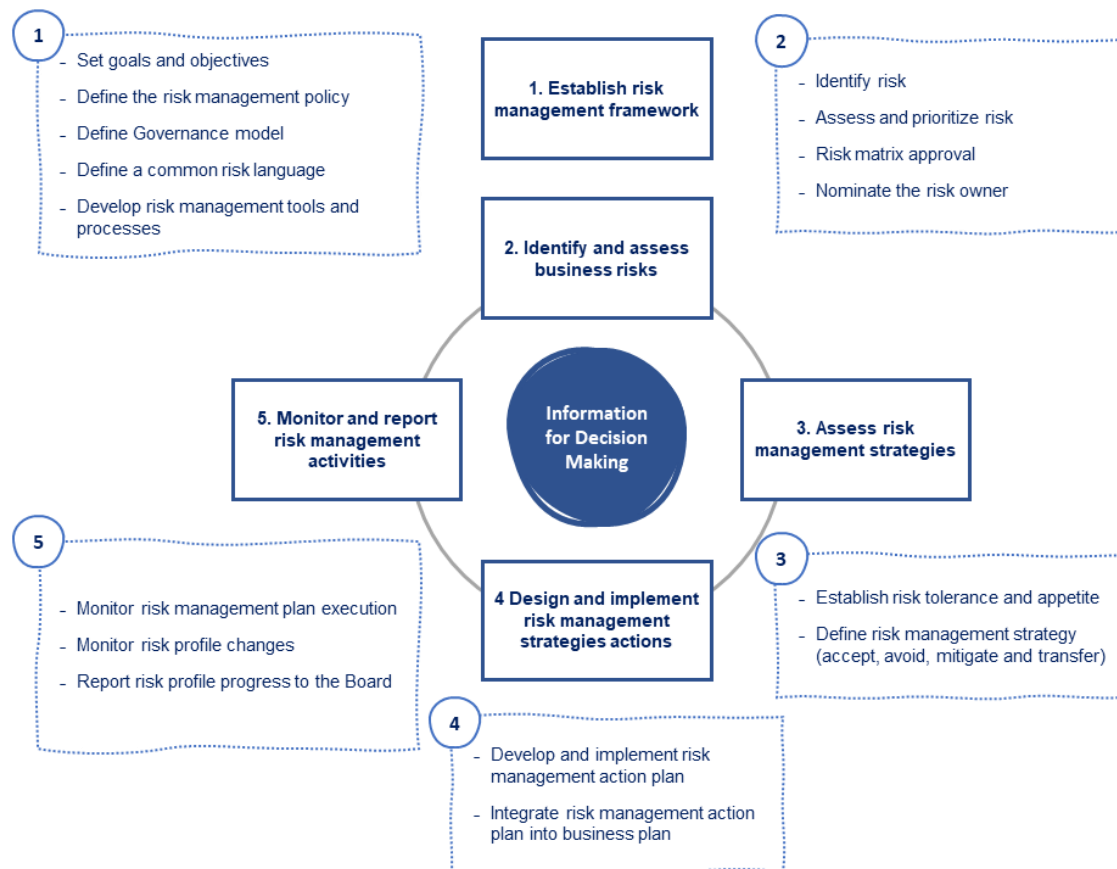 1
- Set goals and objectives
- Define the risk management policy
- Define Governance model
- Define a common risk language
- Develop risk management tools and
processes
1. Establish risk
management framework
2
- Identify risk
- Assess and prioritize risk
- Risk matrix approval
- Nominate the risk owner
2. Identify and assess
business risks
5. Monitor and report
risk management
activities
Information
for Decision
Making
3. Assess risk
management strategies
4 Design and implement
risk management
strategies actions
5
- Monitor risk management plan execution
- Monitor risk profile changes
- Report risk profile progress to the Board
3
- Establish risk tolerance and appetite
- Define risk management strategy
(accept, avoid, mitigate and transfer)
4
- Develop and implement risk
management action plan
- Integrate risk management action
plan into business plan